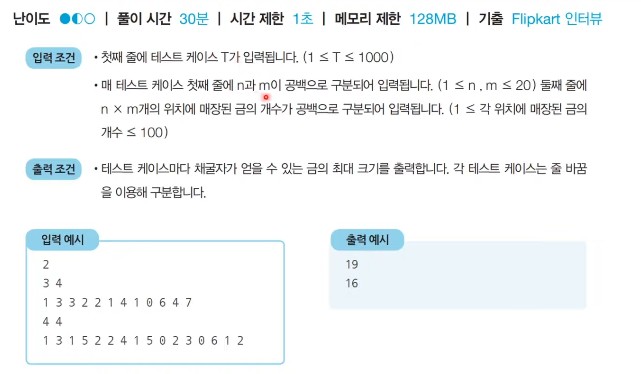 난이도 ●◐○ | 풀이 시간 30분 | 시간 제한 1초 | 메모리 제한 128MB | 기출 Flipkart 인터뷰
입력 조건
• 첫째 줄에 테스트 케이스 T가 입력됩니다. (1 ≤ T ≤ 1000)
• 매 테스트 케이스 첫째 줄에 n과 m이 공백으로 구분되어 입력됩니다. (1 ≤ n , m ≤ 20) 둘째 줄에
n × m개의 위치에 매장된 금의 개수가 공백으로 구분되어 입력됩니다. (1 ≤ 각 위치에 매장된 금의
개수 ≤ 100)
출력 조건
• 테스트 케이스마다 채굴자가 얻을 수 있는 금의 최대 크기를 출력합니다. 각 테스트 케이스는 줄 바꿈
을 이용해 구분합니다.
입력 예시
2
3 4
1 3 3 2 2 1 4 1 0 6 4 7
4 4
1 3 1 5 2 2 4 1 5 0 2 3 0 6 1 2
출력 예시
19
16